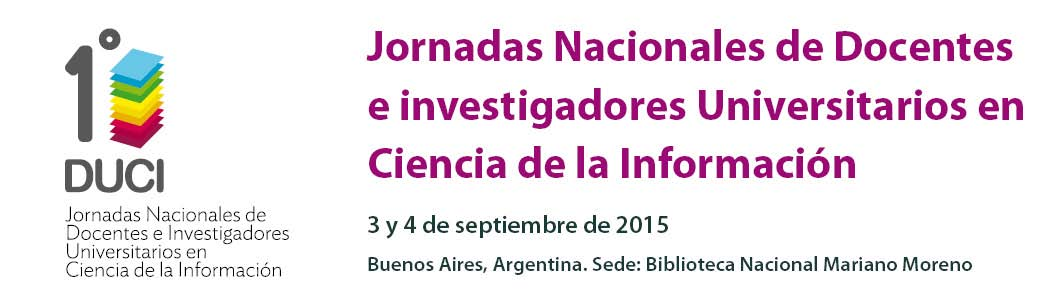 1°
DUCI
Jornadas Nacionales de
Docentes e Investigadores
Universitarios en
Ciencia de la Información
Jornadas Nacionales de Docentes
e investigadores Universitarios en
Ciencia de la Información
3 y 4 de septiembre de 2015
Buenos Aires, Argentina. Sede: Biblioteca Nacional Mariano Moreno